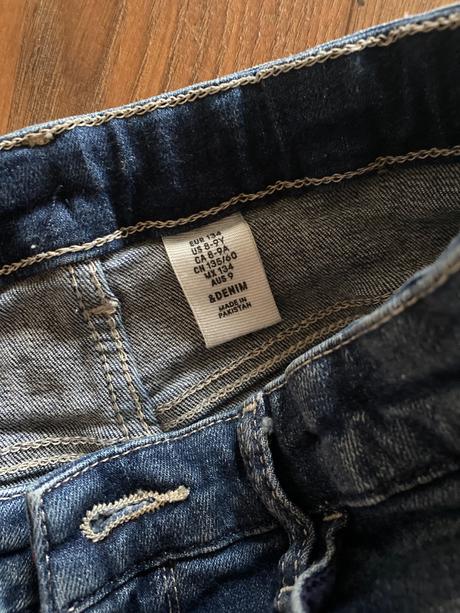 EUR 134
US 8-9Y
CA 8-9A
CN 135/60
MX 134
AUS 9
&DENIM
MADE IN
PAKISTAN